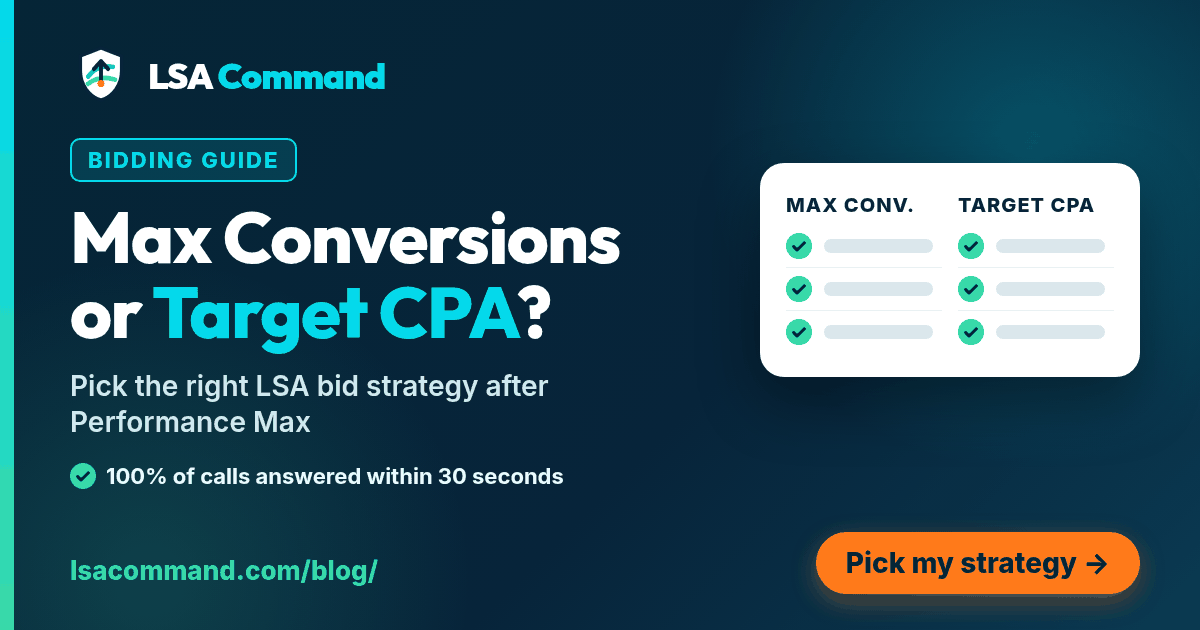 LSA Command
BIDDING GUIDE
Max Conversions
or Target CPA?
Pick the right LSA bid strategy after
Performance Max
100% of calls answered within 30 seconds
lsacommand.com/blog/
MAX CONV.
TARGET CPA
Pick my strategy →